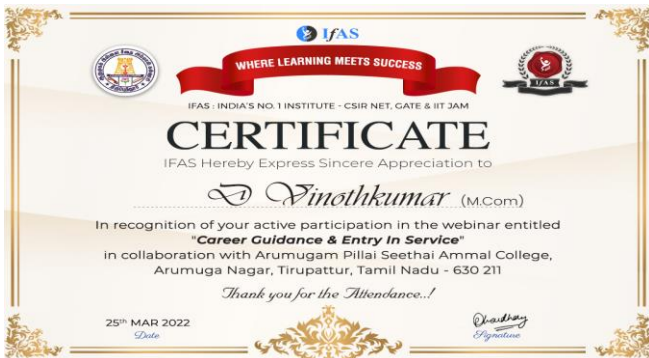 IFAS
WHERE LEARNING MEETS SUCCESS
IFAS
IFAS : INDIA'S NO. 1 INSTITUTE - CSIR NET, GATE & IIT JAM
CERTIFICATE
IFAS Hereby Express Sincere Appreciation to
D Vinothkumar (M.Com)
In recognition of your active participation in the webinar entitled
"Career Guidance & Entry In Service"
in collaboration with Arumugam Pillai Seethai Ammal College,
Arumuga Nagar, Tirupattur, Tamil Nadu - 630 211
Thank you for the Attendance..!
25th MAR 2022
Date
Chaudhary
Signature